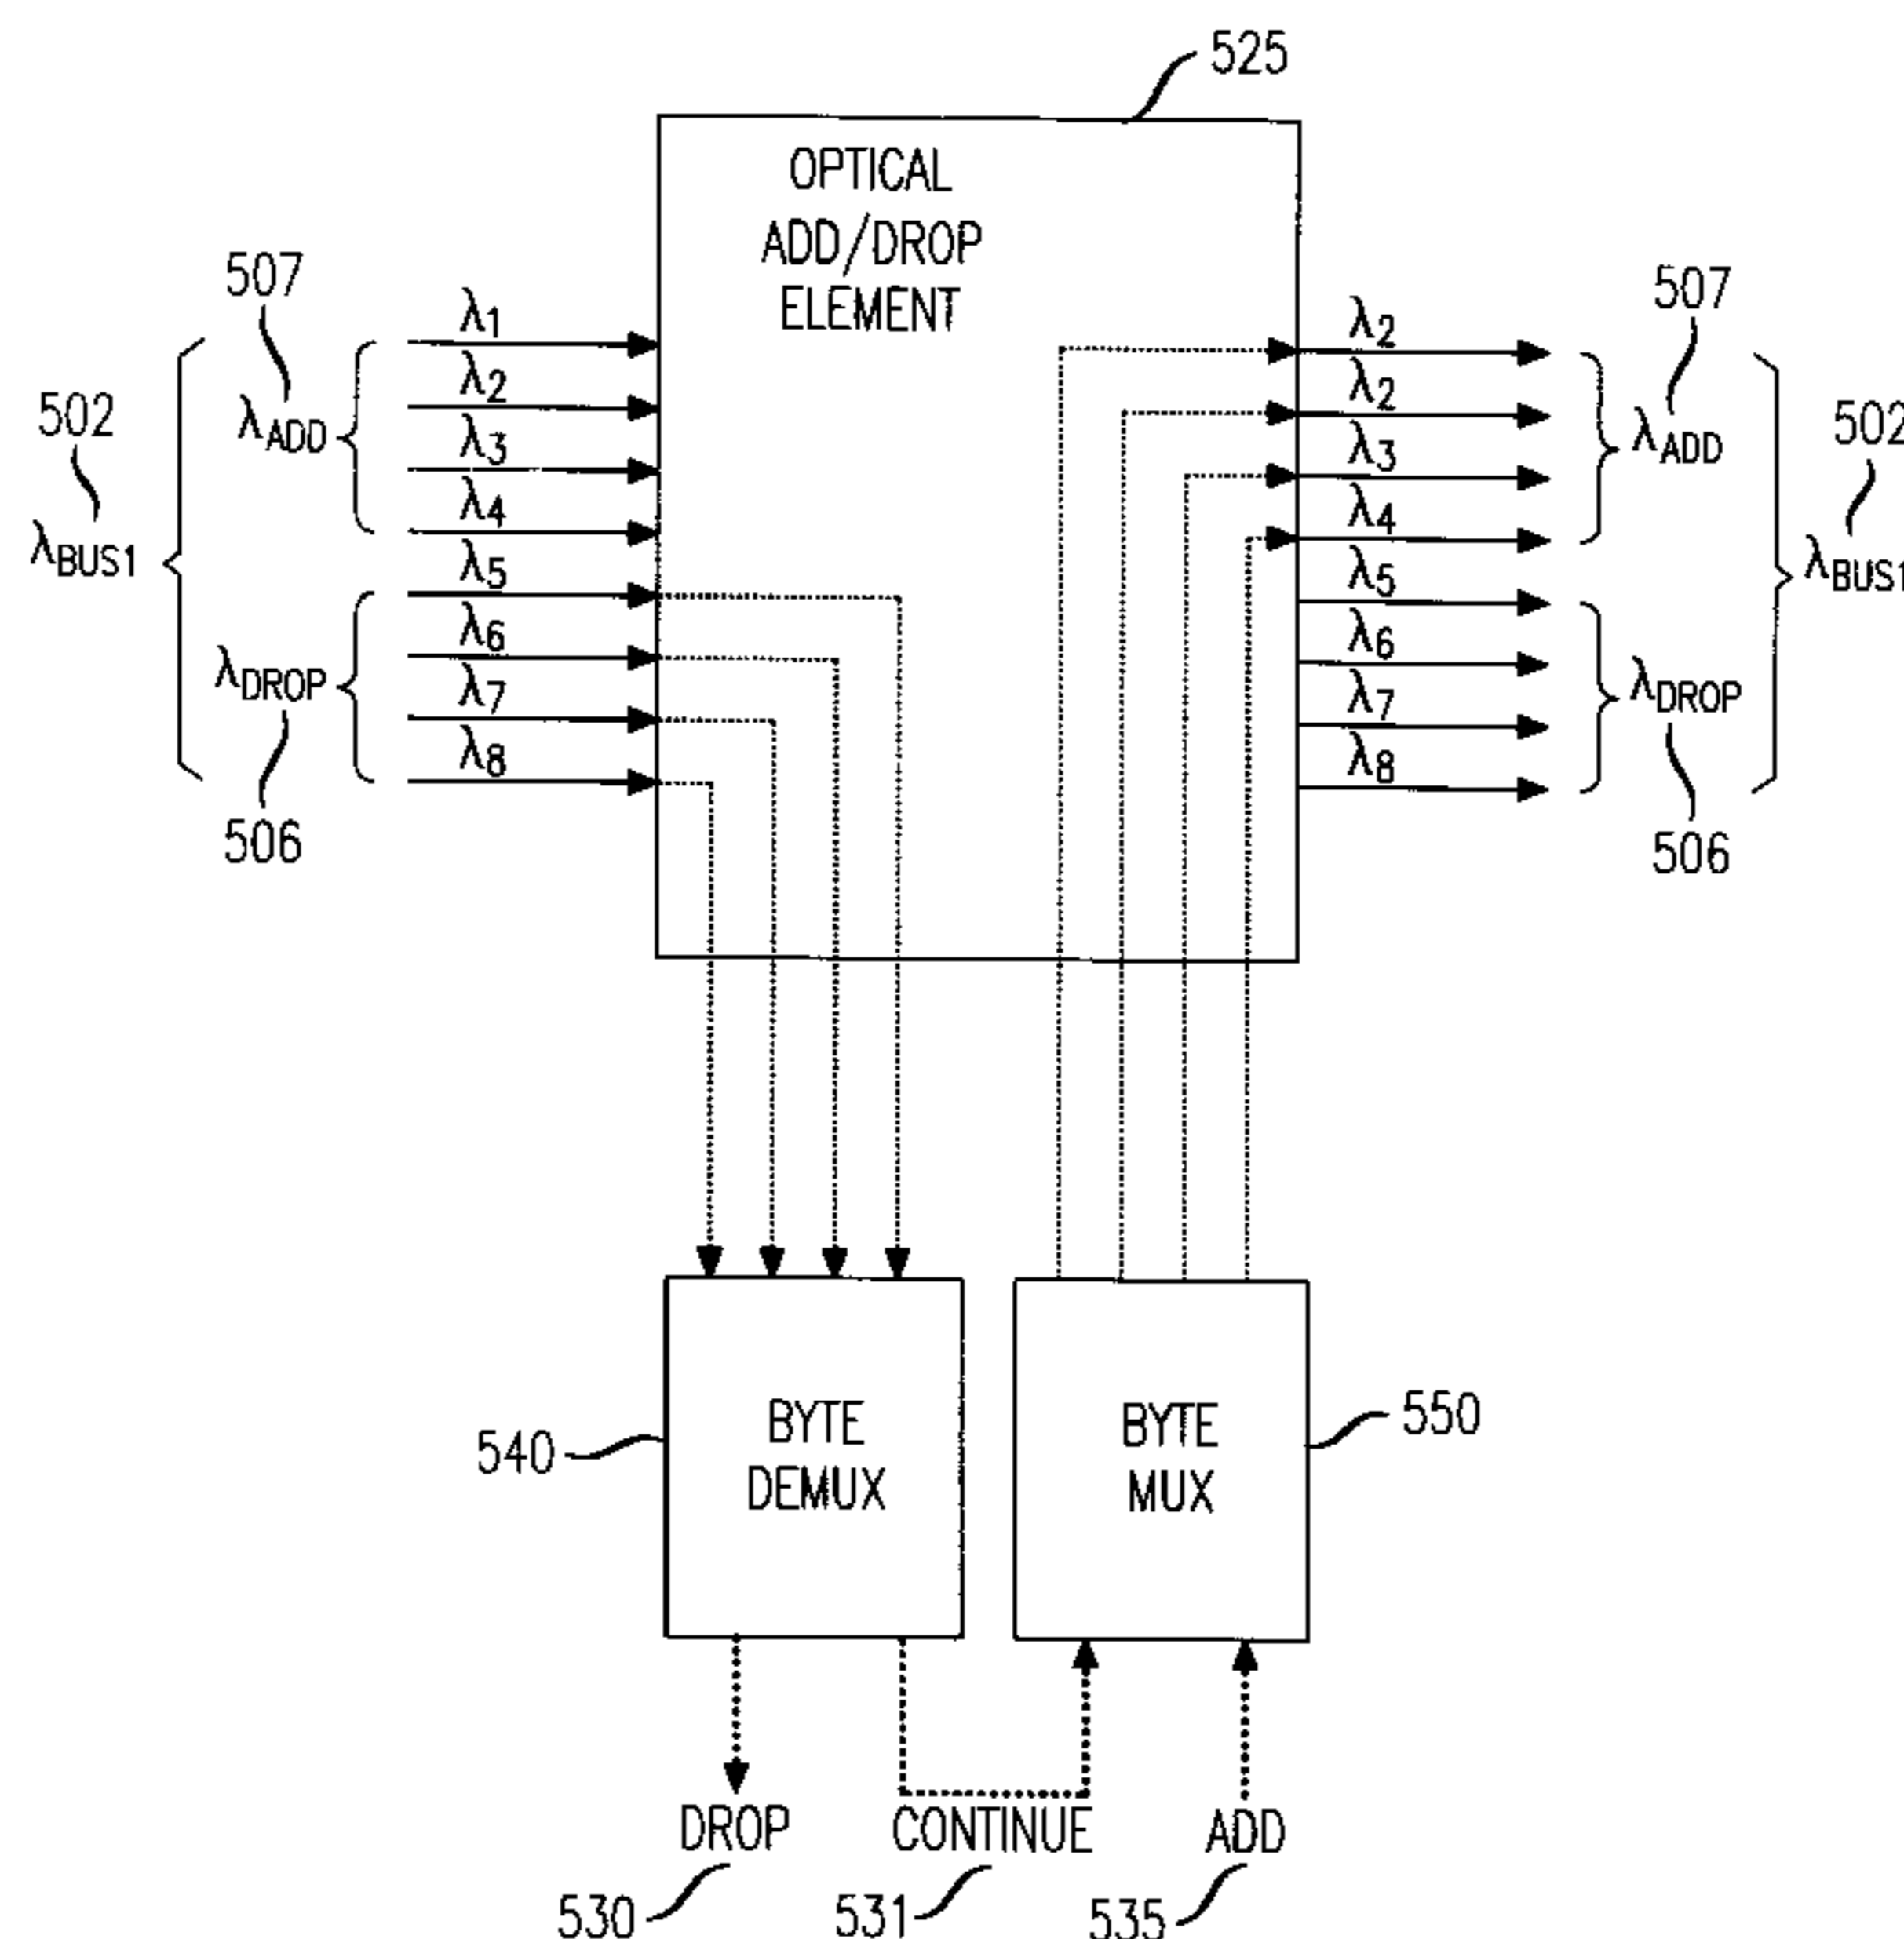 525
OPTICAL
ADD/DROP
ELEMENT
507
λ1
λ2
λ3
λ4
λ5
λ6
λ7
λ8
502
λADD
λBUS1
λDROP
506
λ2
λ2
λ3
λ4
λ5
λ6
λ7
λ8
507
λADD
502
λBUS1
λDROP
506
540
BYTE
DEMUX
BYTE
MUX
550
DROP
CONTINUE
ADD
530
531
535